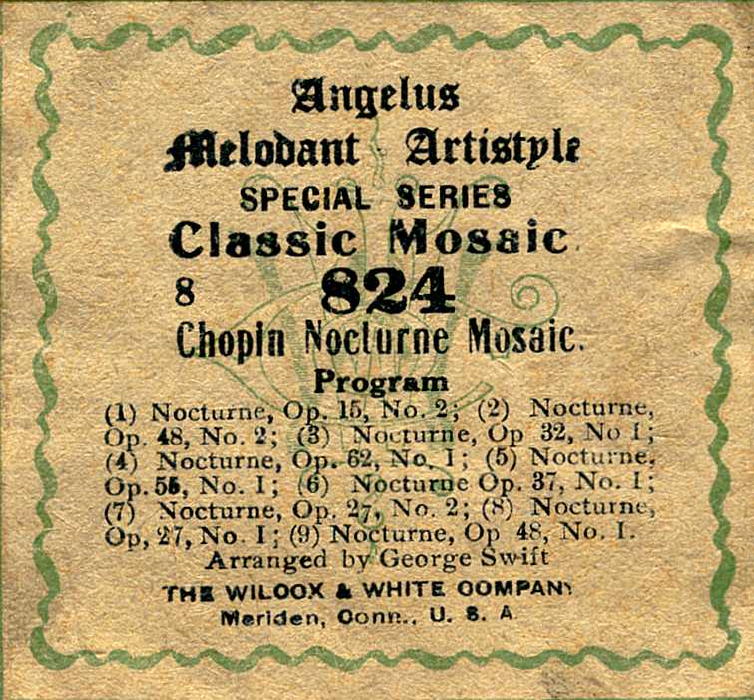 Angelus
Melodant Artistyle
SPECIAL SERIES
Classic Mosaic
8 824
Chopin Nocturne Mosaic.
Program
(1) Nocturne, Op. 15, No. 2; (2) Nocturne,
Op. 48, No. 2; (3) Nocturne, Op 32, No 1;
(4) Nocturne, Op. 62, No. 1; (5) Nocturne,
Op. 55, No. 1; (6) Nocturne Op. 37, No. 1;
(7) Nocturne, Op. 27, No. 2; (8) Nocturne,
Op, 27, No. 1; (9) Nocturne, Op 48, No. 1.
Arranged by George Swift
THE WILCOX & WHITE COMPANY
Meriden, Conn., U. S. A